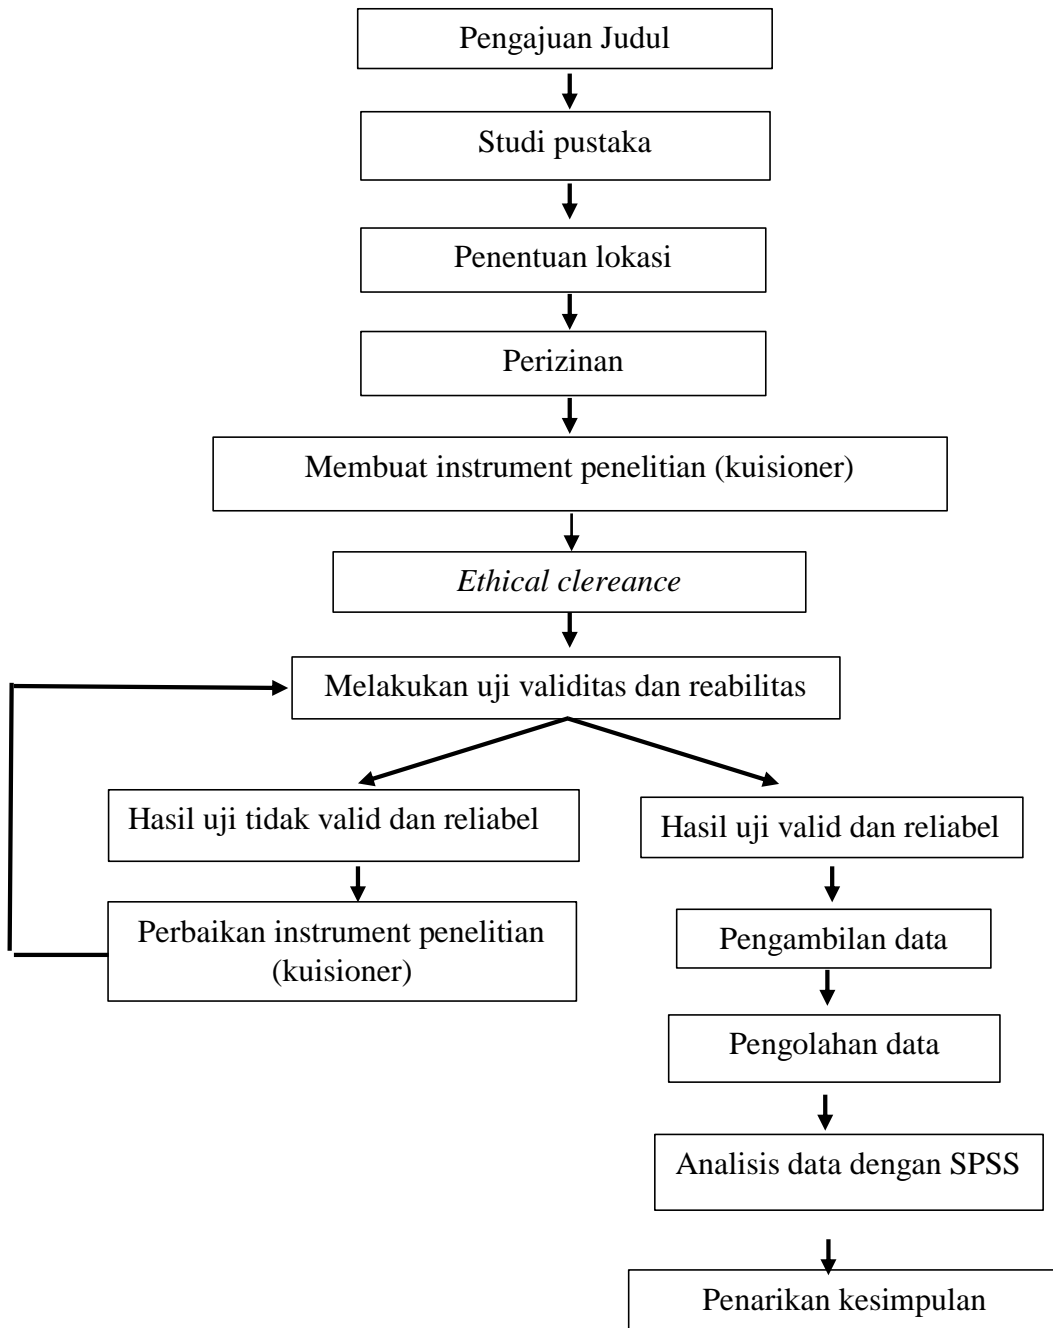 Pengajuan Judul
Studi pustaka
Penentuan lokasi
Perizinan
Membuat instrument penelitian (kuisioner)
Ethical clereance
Melakukan uji validitas dan reabilitas
Hasil uji tidak valid dan reliabel
Perbaikan instrument penelitian
(kuisioner)
Hasil uji valid dan reliabel
Pengambilan data
Pengolahan data
Analisis data dengan SPSS
Penarikan kesimpulan